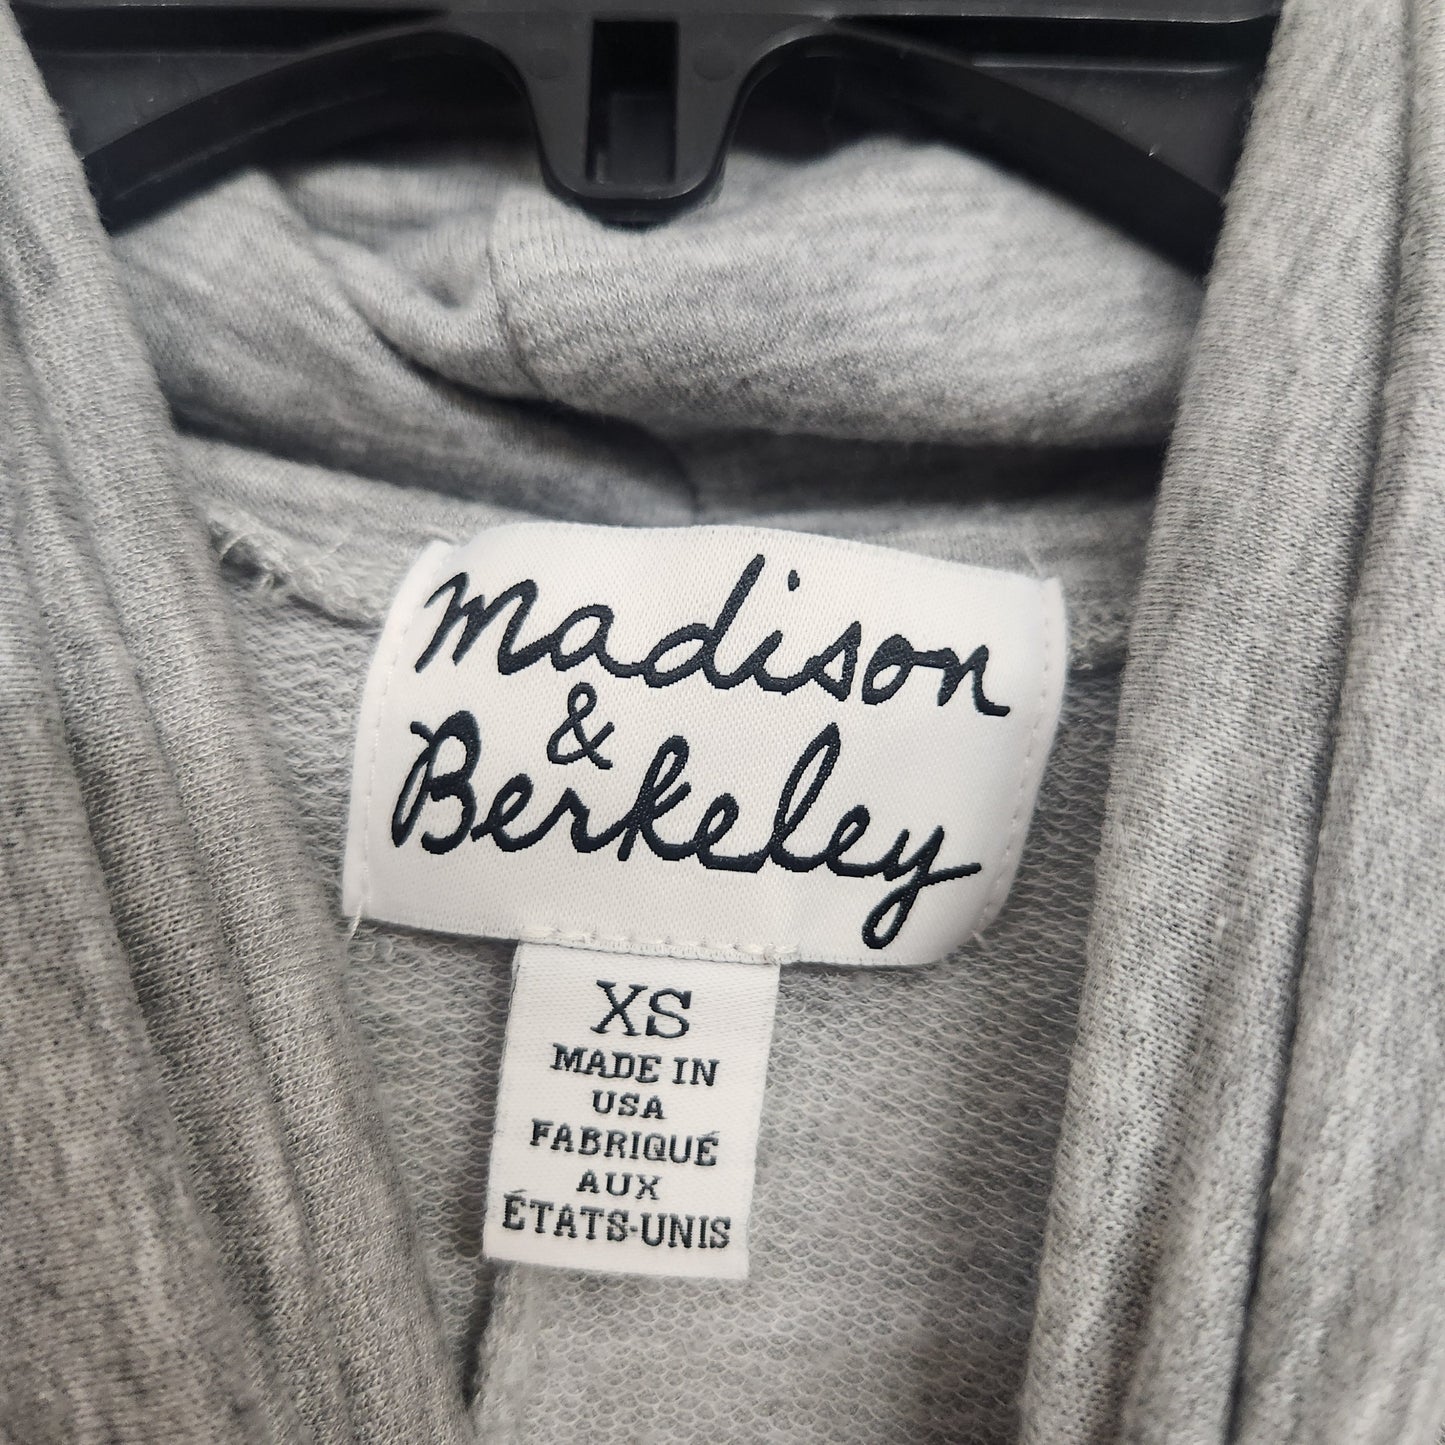 Madison
&
Berkeley
XS
MADE IN
USA
FABRIQUÉ
AUX
ÉTATS-UNIS